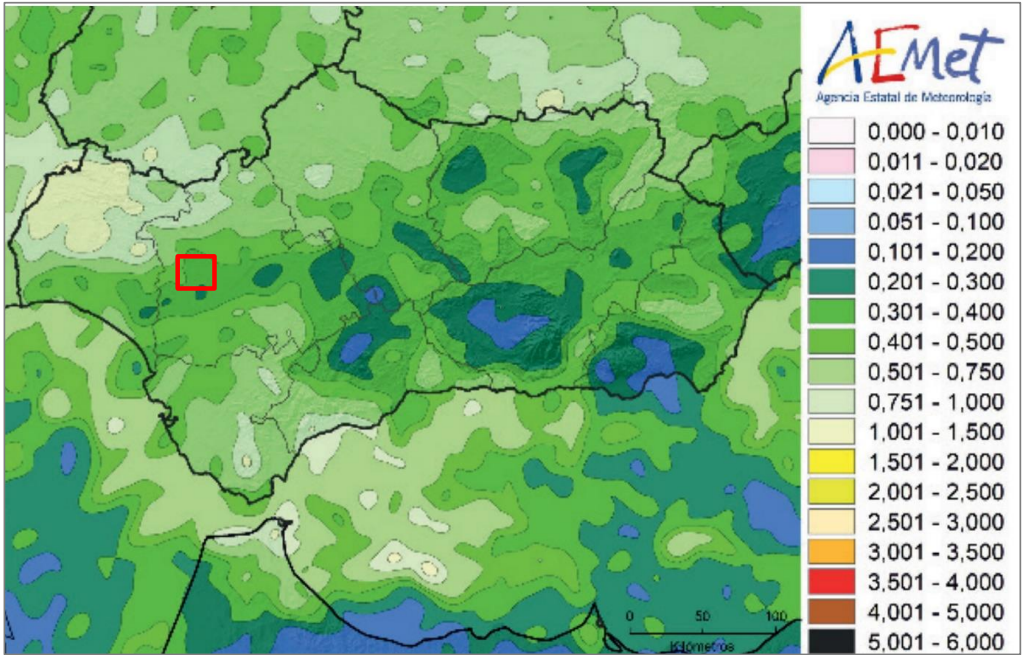 AEmet
Agencia Estatal de Meteorología
0,000 - 0,010
0,011 - 0,020
0,021 - 0,050
0,051 - 0,100
0,101 - 0,200
0,201 - 0,300
0,301 - 0,400
0,401 - 0,500
0,501 - 0,750
0,751 - 1,000
1,001 - 1,500
1,501 - 2,000
2,001 - 2,500
2,501 - 3,000
3,001 - 3,500
3,501 - 4,000
4,001 - 5,000
5,001 - 6,000
0 50 100
Kilómetros